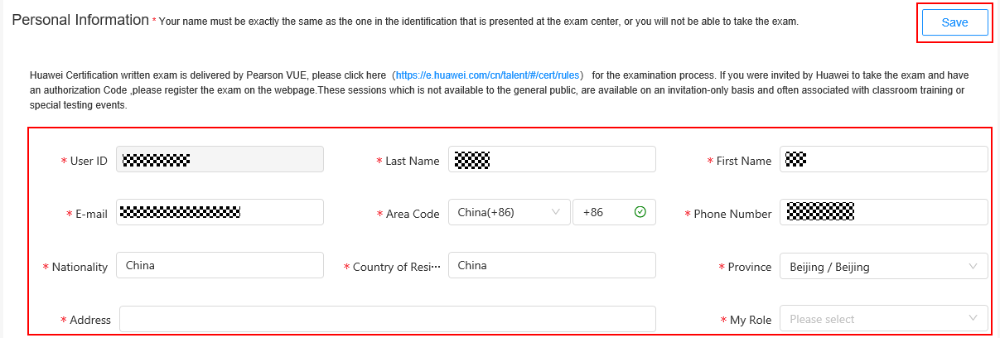 Personal Information * Your name must be exactly the same as the one in the identification that is presented at the exam center, or you will not be able to take the exam.
Save
Huawei Certification written exam is delivered by Pearson VUE, please click here（https://e.huawei.com/cn/talent/#/cert/rules） for the examination process. If you were invited by Huawei to take the exam and have
an authorization Code ,please register the exam on the webpage.These sessions which is not available to the general public, are available on an invitation-only basis and often associated with classroom training or
special testing events.
* User ID
* Last Name
* First Name
* E-mail
* Area Code China(+86) +86
* Phone Number
* Nationality China
* Country of Resi···  China
* Province Beijing / Beijing
* Address
* My Role Please select